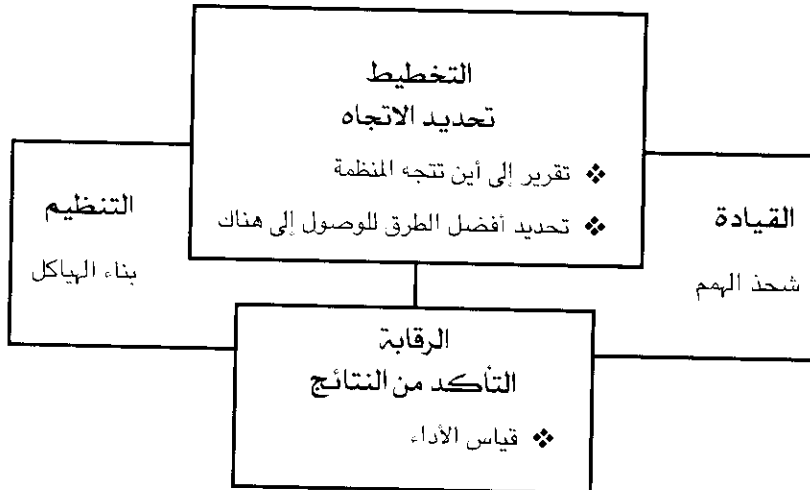 التخطيط
تحديد الاتجاه
❖ تقرير إلى أين تتجه المنظمة
❖ تحديد أفضل الطرق للوصول إلى هناك
القيادة
شحذ الهمم
التنظيم
بناء الهياكل
الرقابة
التأكد من النتائج
❖ قياس الأداء